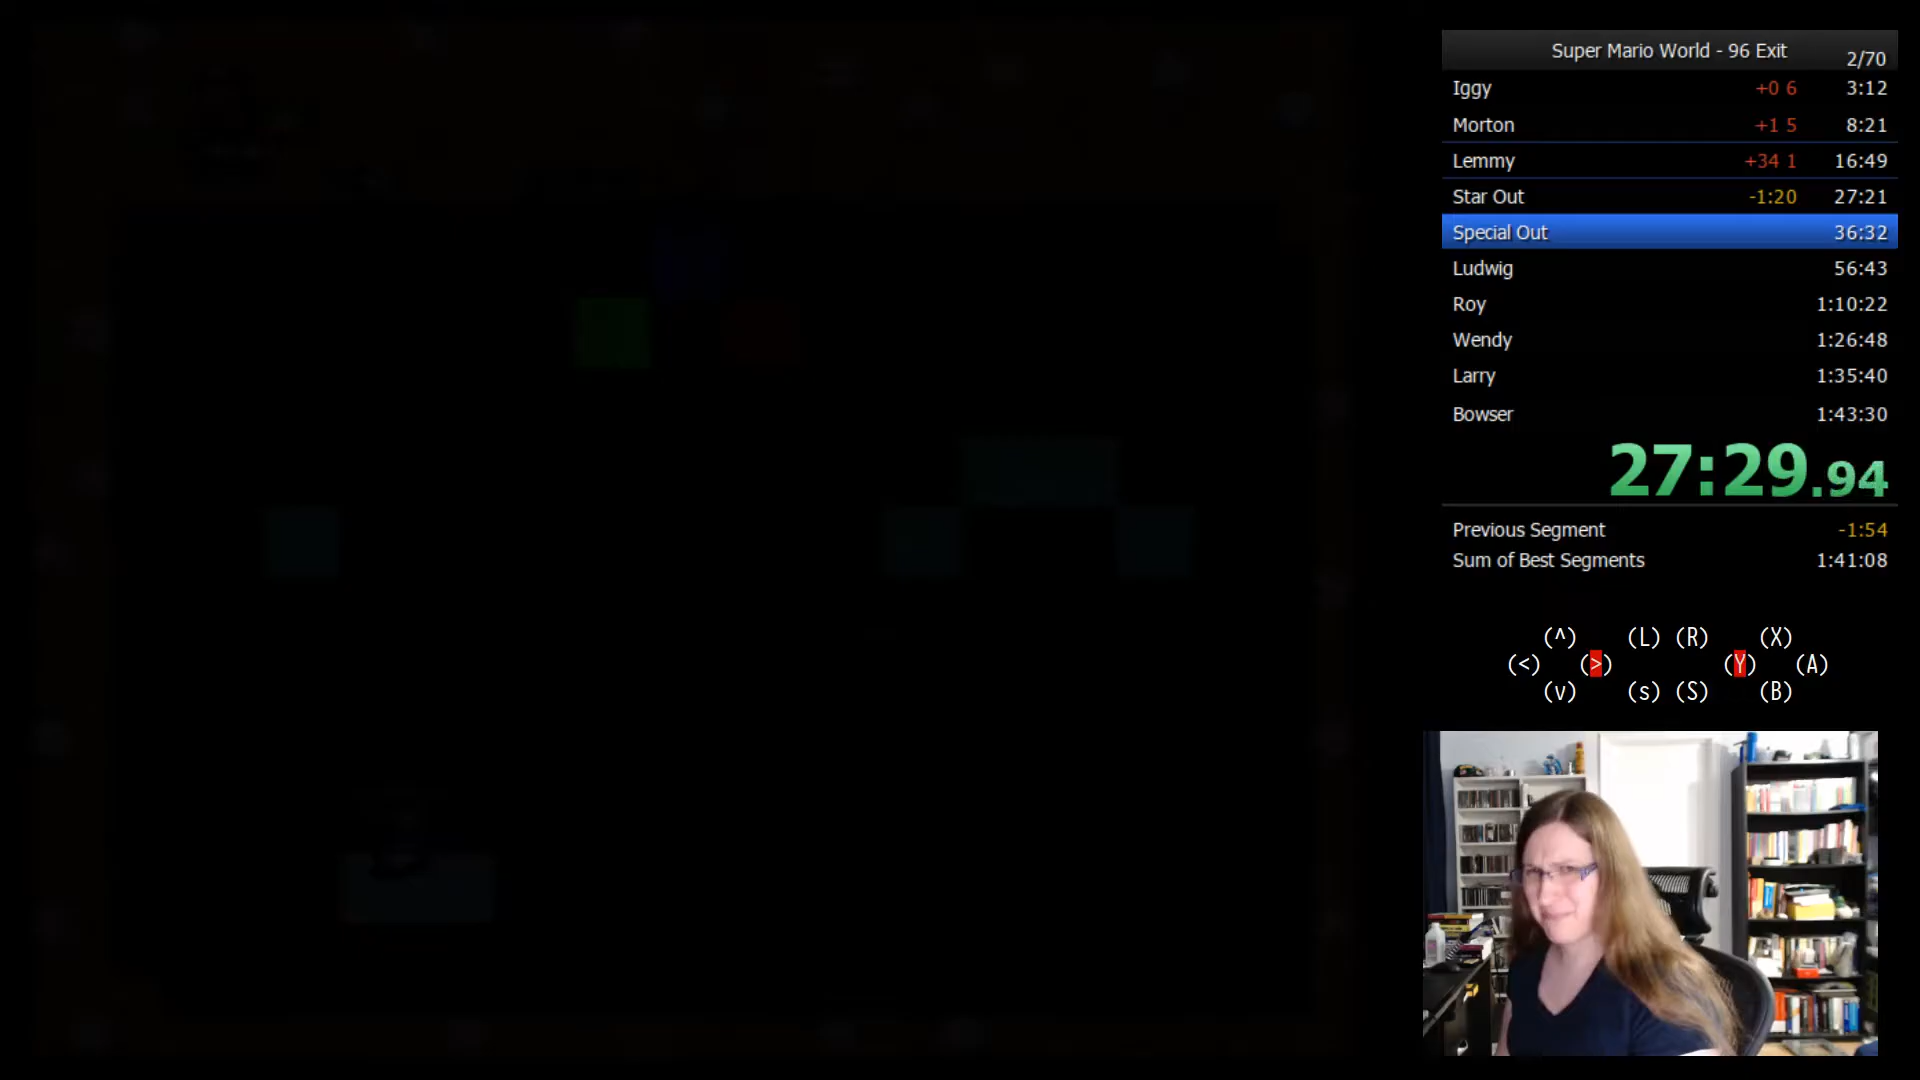 Super Mario World - 96 Exit
2/70
Iggy +0 6 3:12
Morton +1 5 8:21
Lemmy +34 1 16:49
Star Out -1:20 27:21
Special Out 36:32
Ludwig 56:43
Roy 1:10:22
Wendy 1:26:48
Larry 1:35:40
Bowser 1:43:30
27:29.94
Previous Segment -1:54
Sum of Best Segments 1:41:08
(^) (L) (R) (X)
(<) (>) (Y) (A)
(v) (s) (S) (B)